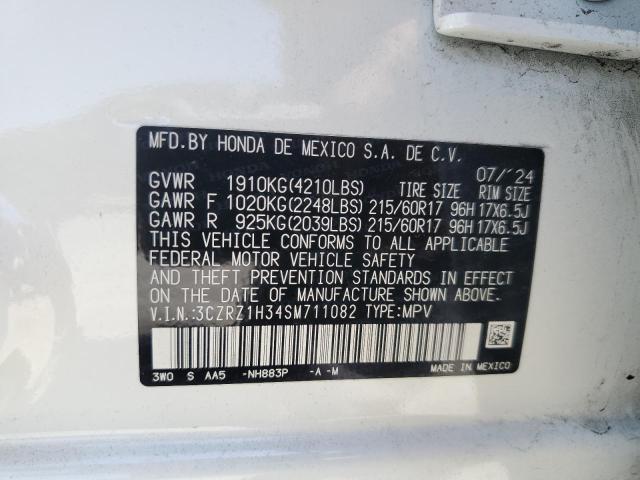 MFD.BY HONDA DE MEXICO S.A. DE C.V.
07/´24
GVWR 1910KG(4210LBS) TIRE SIZE RIM SIZE
GAWR F 1020KG(2248LBS) 215/60R17 96H 17X6.5J
GAWR R 925KG(2039LBS) 215/60R17 96H 17X6.5J
THIS VEHICLE CONFORMS TO ALL APPLICABLE
FEDERAL MOTOR VEHICLE SAFETY
AND THEFT PREVENTION STANDARDS IN EFFECT
ON THE DATE OF MANUFACTURE SHOWN ABOVE.
V.I.N.:3CZRZ1H34SM711082 TYPE:MPV
3W0 S AA5 -NH883P -A -M MADE IN MEXICO